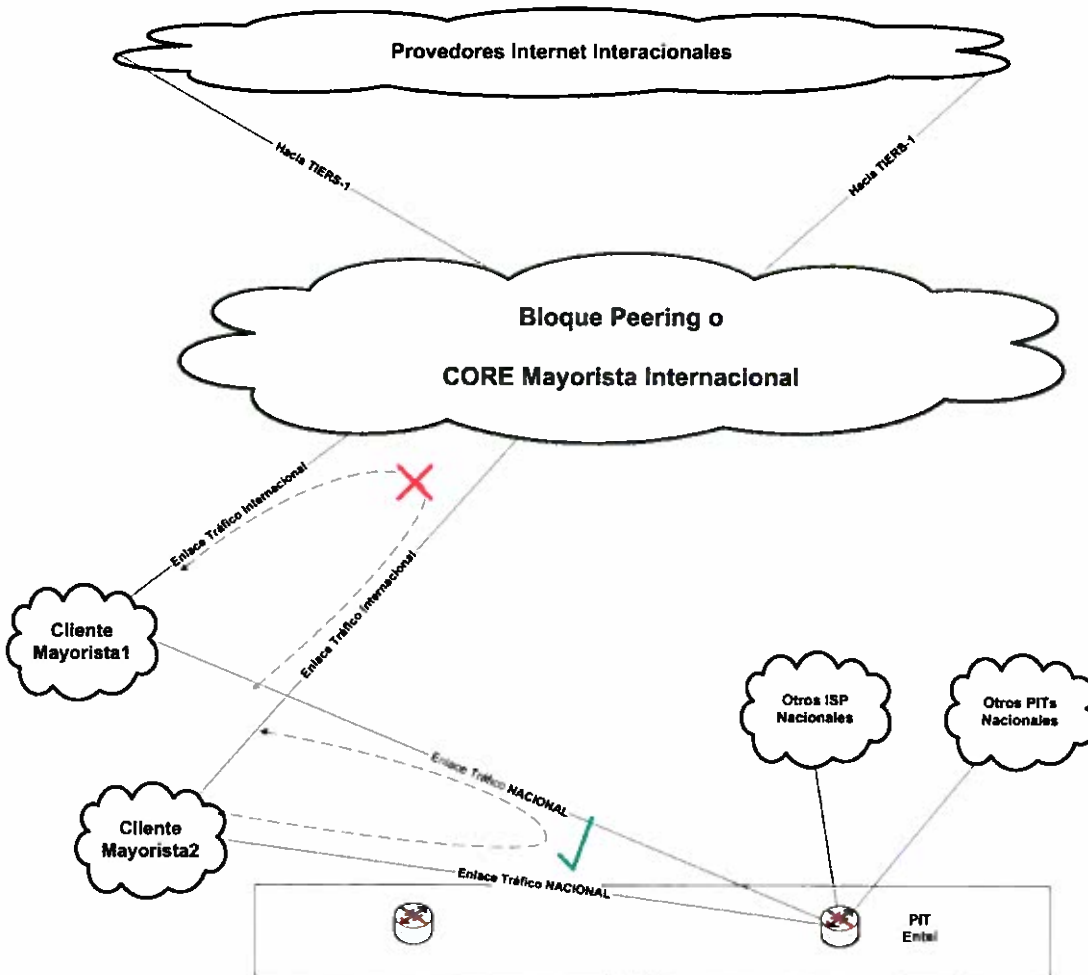 Provedores Internet Interacionales
Hacia TIERS-1
Hacia TIERS-1
Bloque Peering o
CORE Mayorista Internacional
Enlace Tráfico Internacional
Enlace Tráfico Internacional
Cliente
Mayorista1
Otros ISP
Nacionales
Otros PITs
Nacionales
Enlace Tráfico NACIONAL
Cliente
Mayorista2
Enlace Tráfico NACIONAL
PIT
Entel